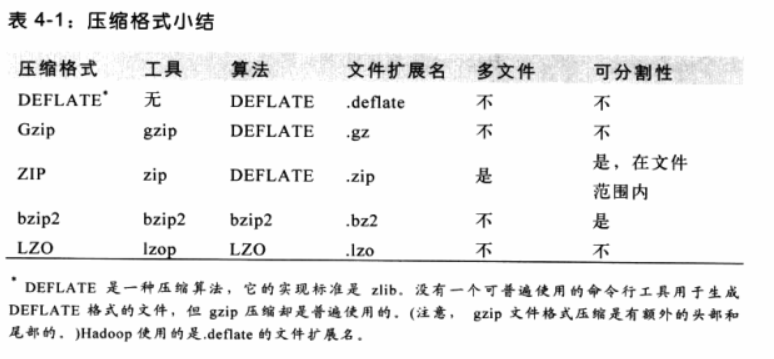 表 4-1：压缩格式小结
压缩格式 工具 算法 文件扩展名 多文件 可分割性
DEFLATE* 无 DEFLATE .deflate 不 不
Gzip gzip DEFLATE .gz 不 不
ZIP zip DEFLATE .zip 是 是，在文件
范围内
bzip2 bzip2 bzip2 .bz2 不 是
LZO lzop LZO .lzo 不 不
* DEFLATE 是一种压缩算法，它的实现标准是 zlib。没有一个可普遍使用的命令行工具用于生成
DEFLATE 格式的文件，但 gzip 压缩却是普遍使用的。(注意， gzip 文件格式压缩是有额外的头部和
尾部的。)Hadoop 使用的是.deflate 的文件扩展名。